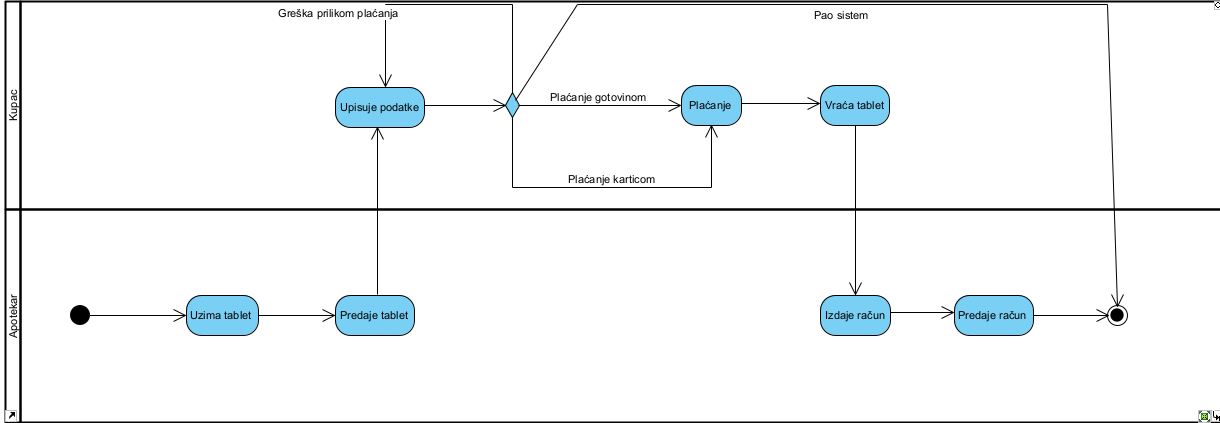 Greška prilikom plaćanja
Pao sistem
Kupac
Upisuje podatke
Plaćanje gotovinom
Plaćanje
Vraća tablet
Plaćanje karticom
Apotekar
Uzima tablet
Predaje tablet
Izdaje račun
Predaje račun